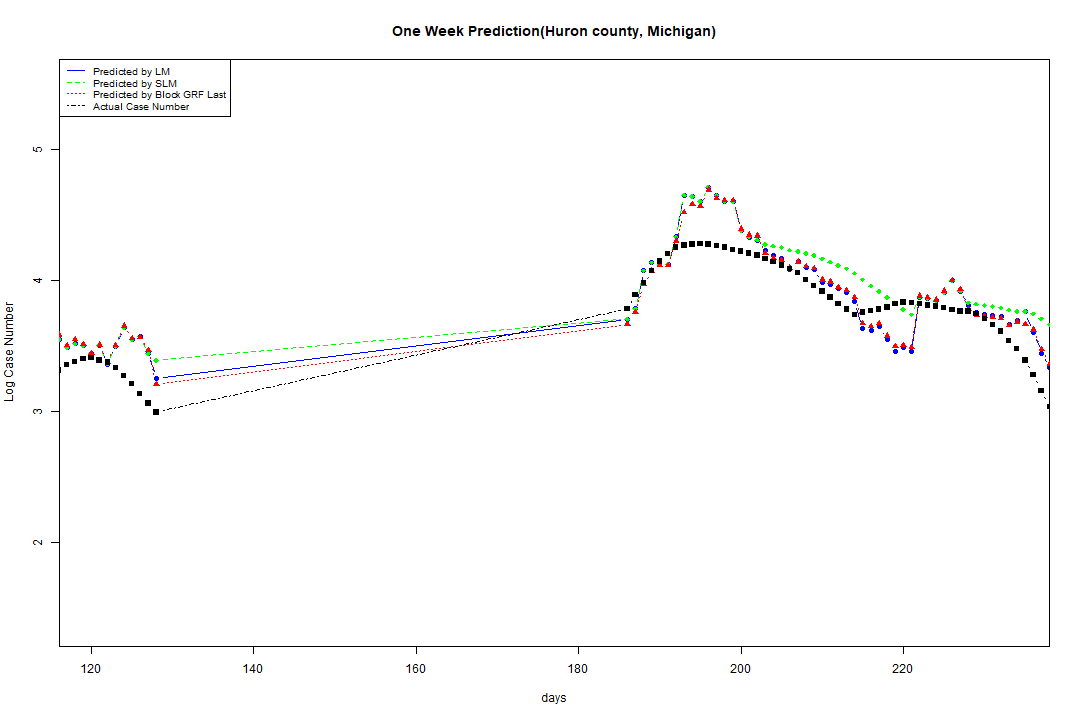 One Week Prediction(Huron county, Michigan)
Predicted by LM
Predicted by SLM
Predicted by Block GRF Last
Actual Case Number
Log Case Number
5
4
3
2
120 140 160 180 200 220
days